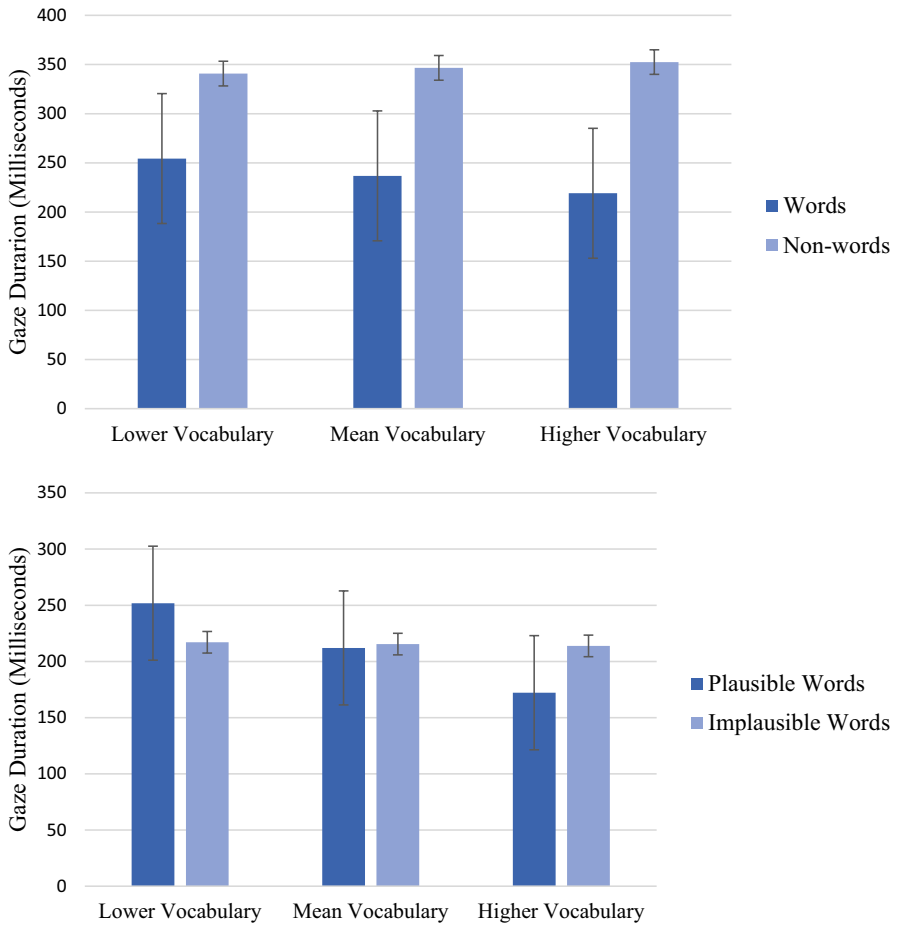 400
350
300
250
200
150
100
50
0
Gaze Durarion (Milliseconds)
Lower Vocabulary
Mean Vocabulary
Higher Vocabulary
Words
Non-words
350
300
250
200
150
100
50
0
Gaze Duration (Milliseconds)
Lower Vocabulary
Mean Vocabulary
Higher Vocabulary
Plausible Words
Implausible Words